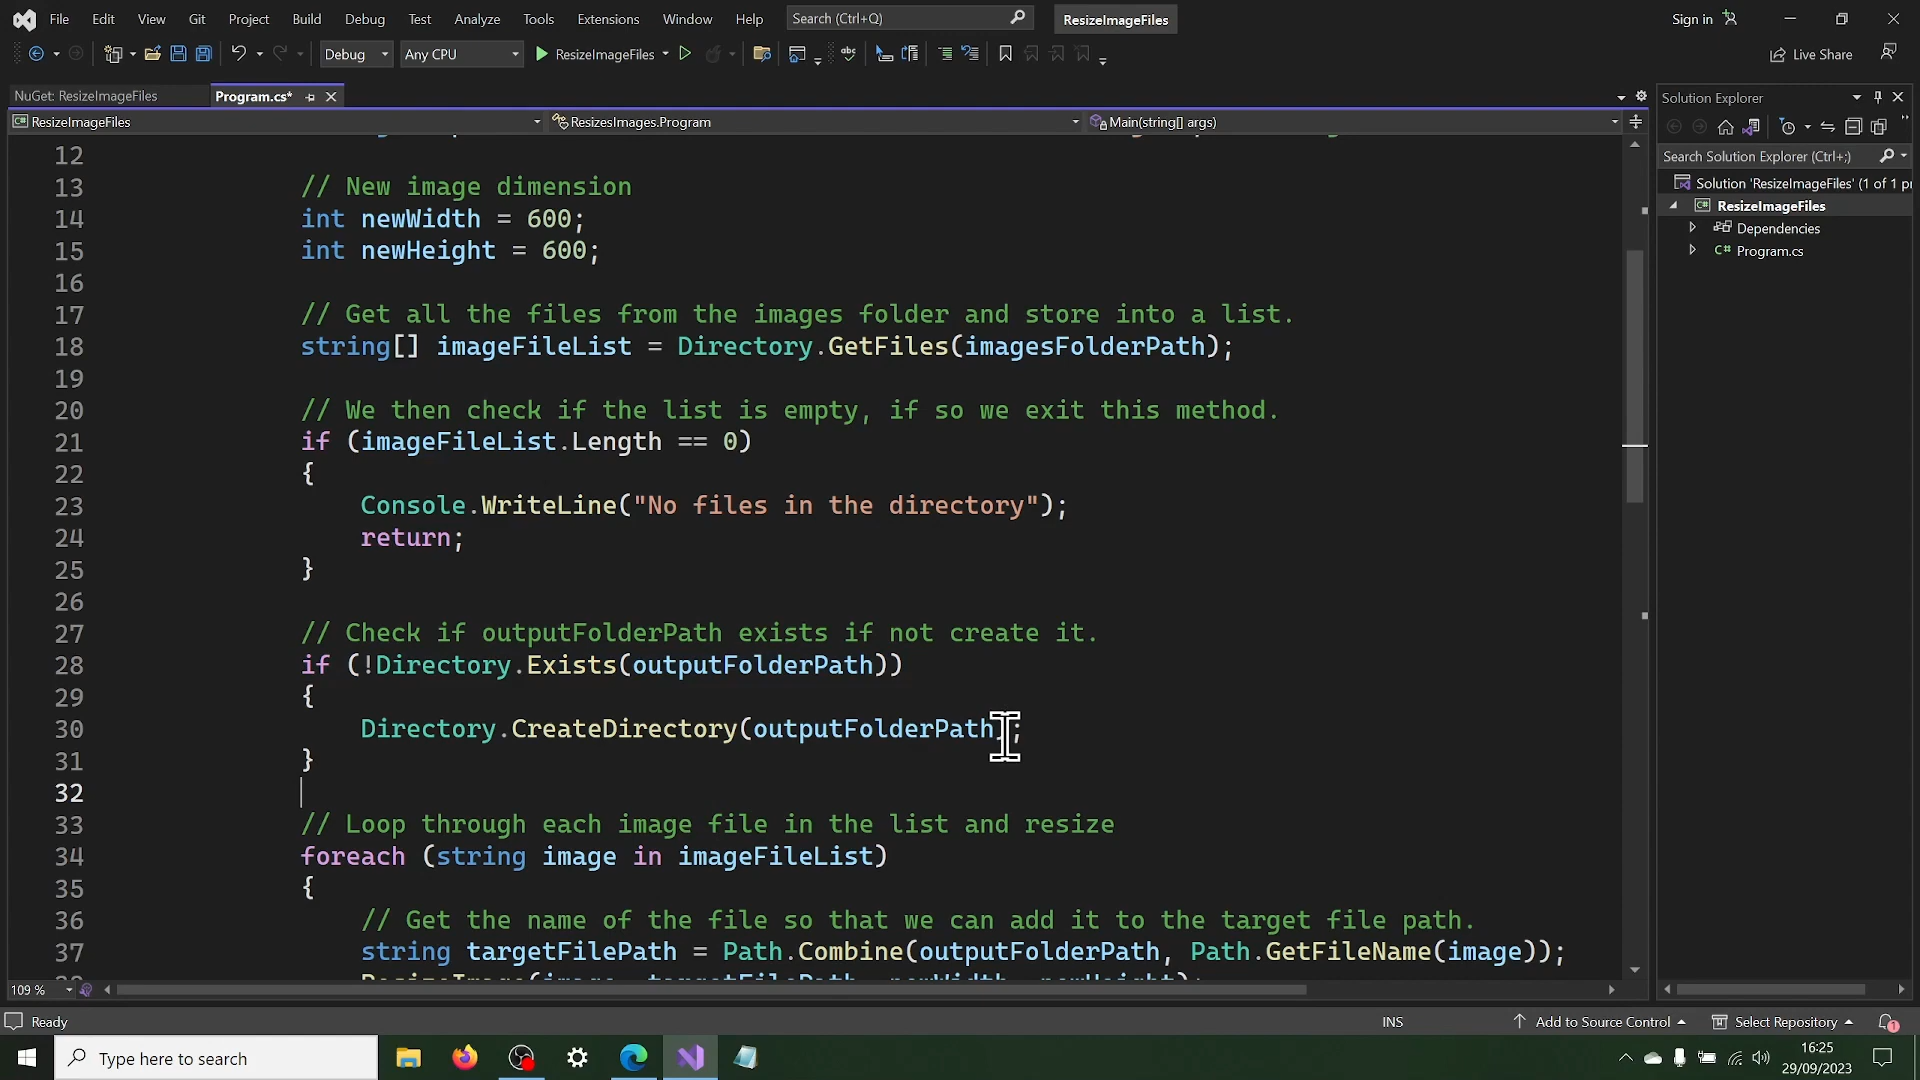 File Edit View Git Project Build Debug Test Analyze Tools Extensions Window Help Search (Ctrl+Q) ResizeImageFiles Sign in
Debug Any CPU ResizeImageFiles Live Share
NuGet: ResizeImageFiles Program.cs*
ResizeImageFiles ResizesImages.Program Main(string[] args)
Solution Explorer
Search Solution Explorer (Ctrl+;)
Solution 'ResizeImageFiles' (1 of 1 pr
ResizeImageFiles
Dependencies
C# Program.cs
12
13 // New image dimension
14 int newWidth = 600;
15 int newHeight = 600;
16
17 // Get all the files from the images folder and store into a list.
18 string[] imageFileList = Directory.GetFiles(imagesFolderPath);
19
20 // We then check if the list is empty, if so we exit this method.
21 if (imageFileList.Length == 0)
22 {
23 Console.WriteLine("No files in the directory");
24 return;
25 }
26
27 // Check if outputFolderPath exists if not create it.
28 if (!Directory.Exists(outputFolderPath))
29 {
30 Directory.CreateDirectory(outputFolderPath);
31 }
32
33 // Loop through each image file in the list and resize
34 foreach (string image in imageFileList)
35 {
36 // Get the name of the file so that we can add it to the target file path.
37 string targetFilePath = Path.Combine(outputFolderPath, Path.GetFileName(image));
ResizeImage(image, targetFilePath, newWidth, newHeight);
109 %
Ready INS Add to Source Control Select Repository 1
Type here to search 16:25
29/09/2023